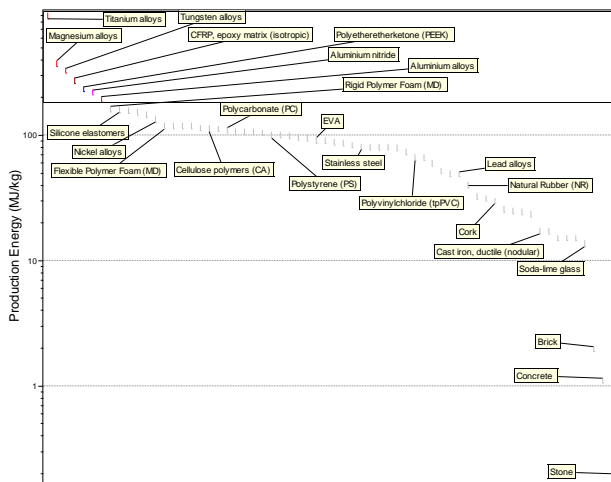 Titanium alloys
Tungsten alloys
Magnesium alloys
CFRP, epoxy matrix (isotropic)
Polyetheretherketone (PEEK)
Aluminium nitride
Aluminium alloys
Rigid Polymer Foam (MD)
Polycarbonate (PC)
EVA
Silicone elastomers
Nickel alloys
Flexible Polymer Foam (MD)
Cellulose polymers (CA)
Stainless steel
Polystyrene (PS)
Lead alloys
Natural Rubber (NR)
Polyvinylchloride (tpPVC)
Cork
Cast iron, ductile (nodular)
Soda-lime glass
Brick
Concrete
Stone
Production Energy (MJ/kg)
100
10
1